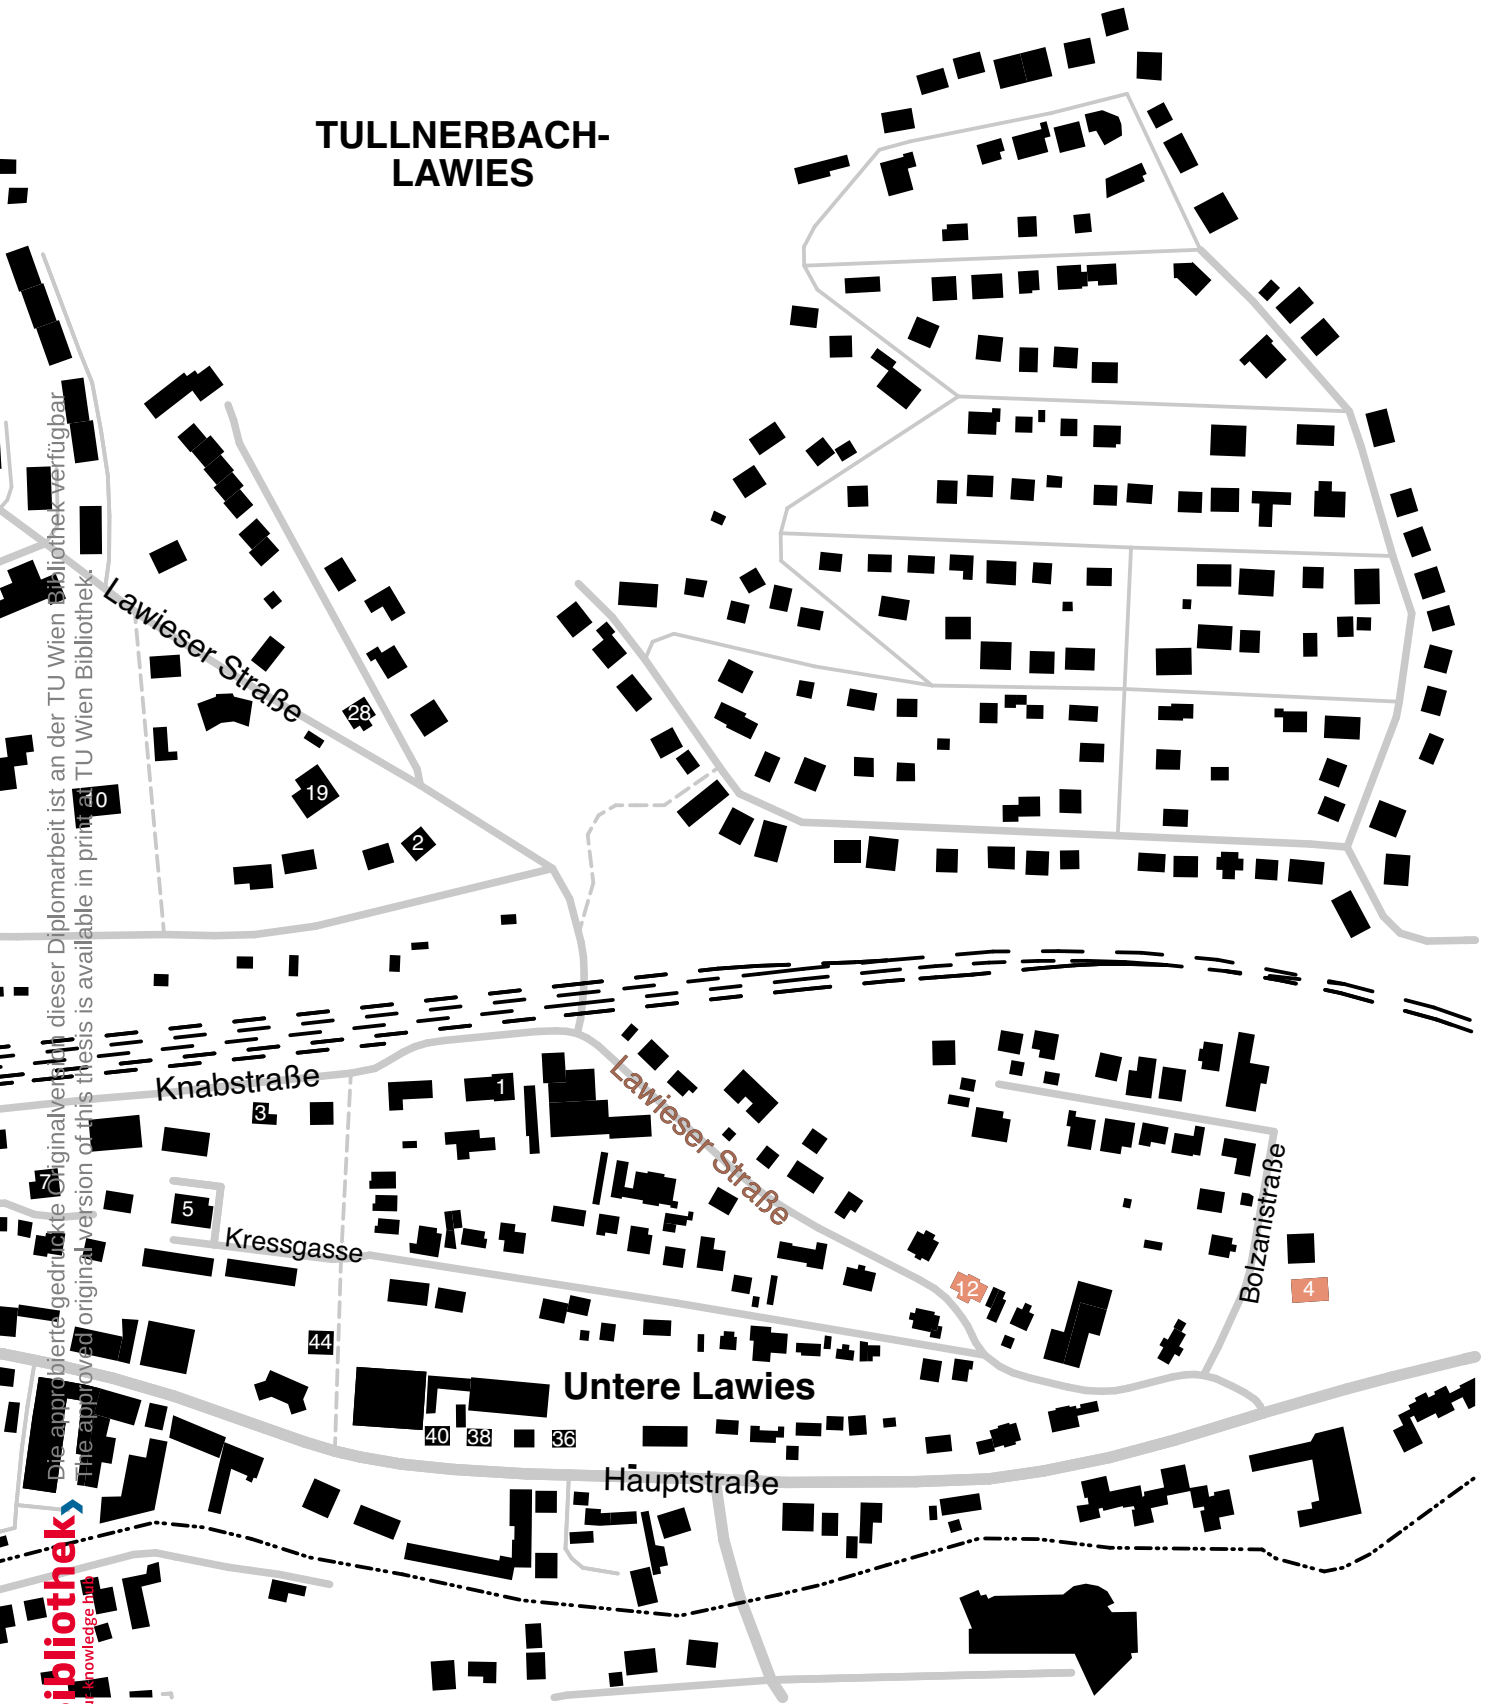 TULLNERBACH-
LAWIES
Lawieser Straße
28
19
10
2
Knabstraße
1
3
Lawieser Straße
7
5
Kressgasse
Bolzanistraße
12
4
44
Untere Lawies
40
38
36
Hauptstraße
Die approbierte gedruckte Originalversion dieser Diplomarbeit ist an der TU Wien Bibliothek verfügbar
The approved original version of this thesis is available in print at TU Wien Bibliothek.
ibliothek
knowledge hub